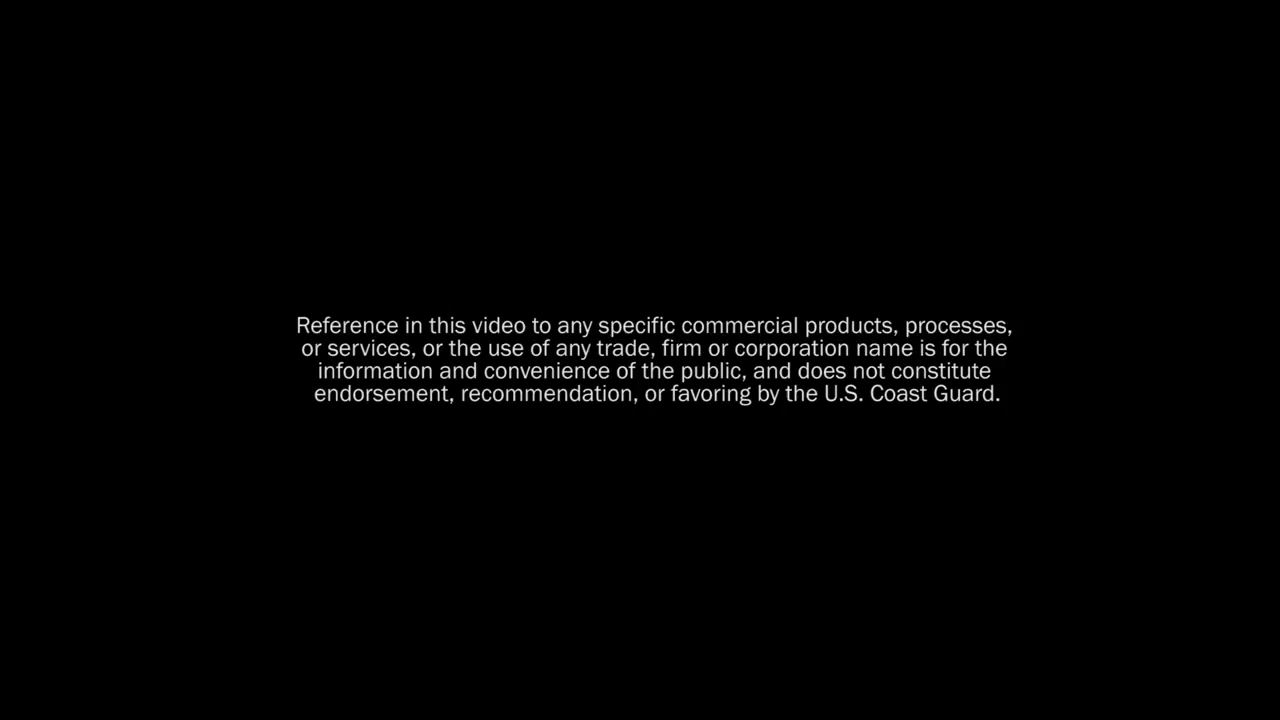 Reference in this video to any specific commercial products, processes,
or services, or the use of any trade, firm or corporation name is for the
information and convenience of the public, and does not constitute
endorsement, recommendation, or favoring by the U.S. Coast Guard.